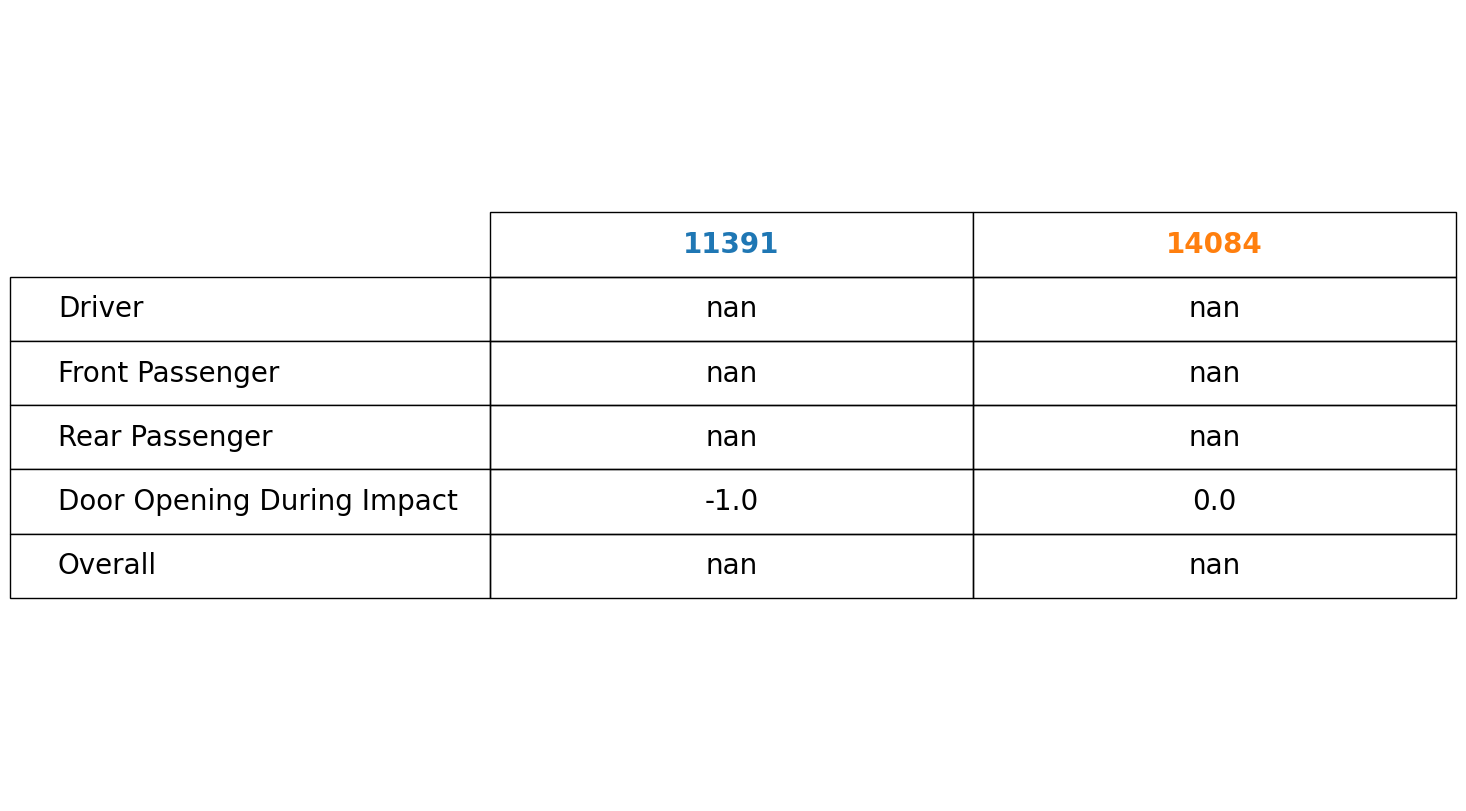 11391 14084
Driver nan nan
Front Passenger nan nan
Rear Passenger nan nan
Door Opening During Impact -1.0 0.0
Overall nan nan